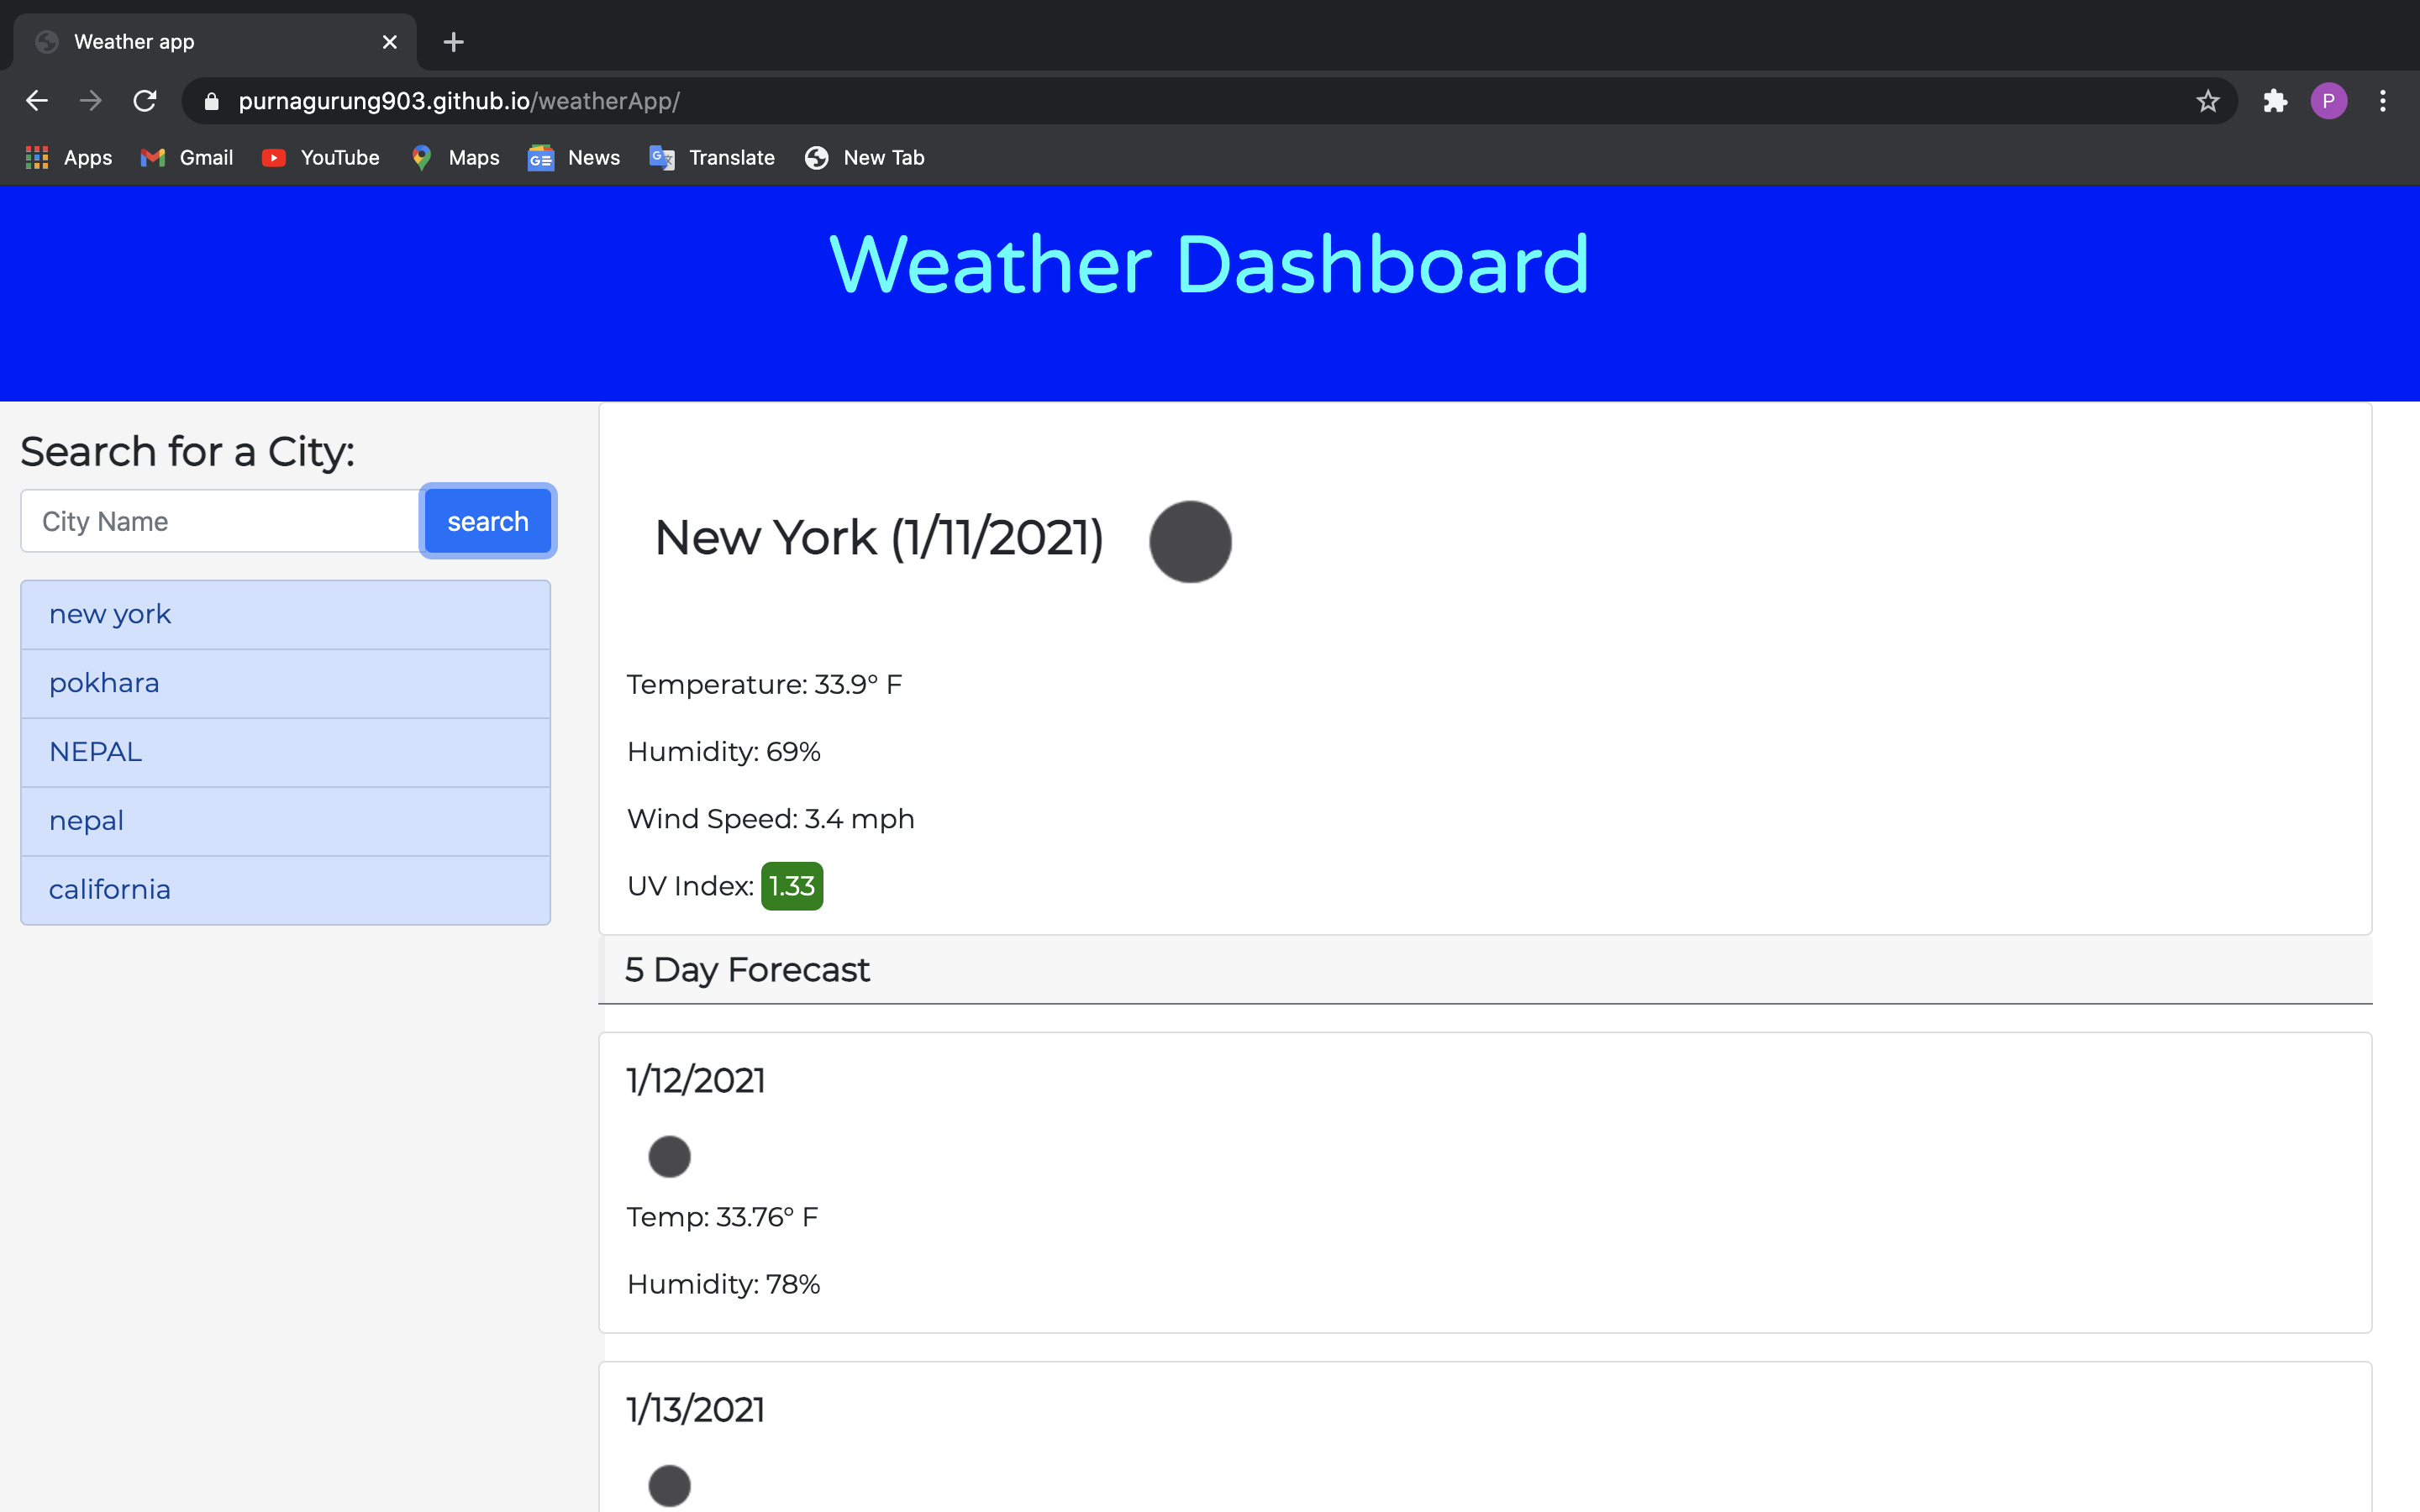 Weather app
purnagurung903.github.io/weatherApp/
P
Apps Gmail YouTube Maps News Translate New Tab
Weather Dashboard
Search for a City:
City Name search
new york
pokhara
NEPAL
nepal
california
New York (1/11/2021)
Temperature: 33.9° F
Humidity: 69%
Wind Speed: 3.4 mph
UV Index: 1.33
5 Day Forecast
1/12/2021
Temp: 33.76° F
Humidity: 78%
1/13/2021